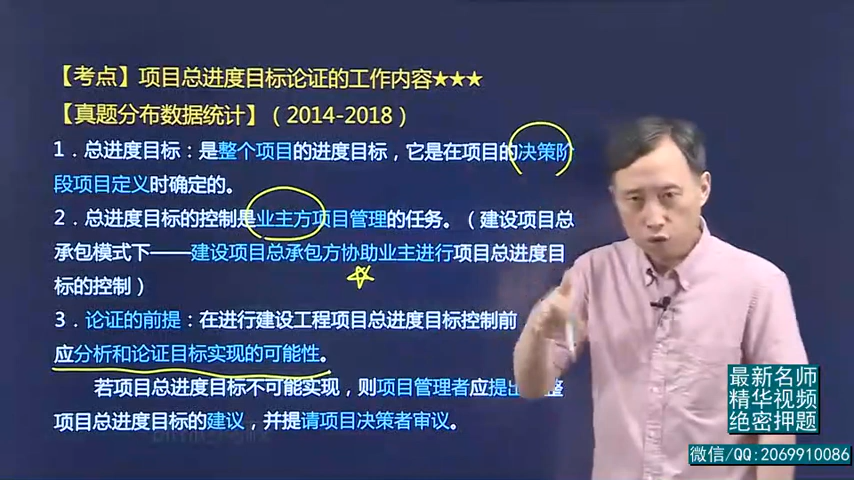 【考点】项目总进度目标论证的工作内容★★★
【真题分布数据统计】（2014-2018）
1．总进度目标：是整个项目的进度目标，它是在项目的决策阶
段项目定义时确定的。
2．总进度目标的控制是业主方项目管理的任务。（建设项目总
承包模式下——建设项目总承包方协助业主进行项目总进度目
标的控制）
3．论证的前提：在进行建设工程项目总进度目标控制前
应分析和论证目标实现的可能性。
若项目总进度目标不可能实现，则项目管理者应提出 整
项目总进度目标的建议，并提请项目决策者审议。
最新名师
精华视频
绝密押题
微信/QQ:2069910086